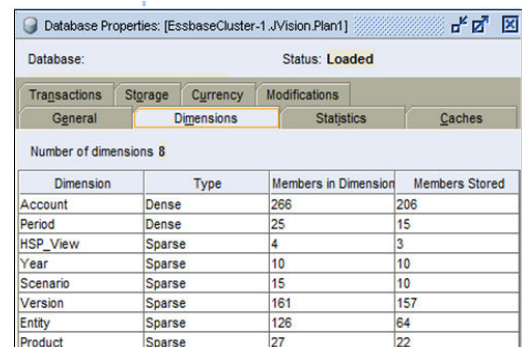 Database Properties: [EssbaseCluster-1.JVision.Plan1]
Database: Status: Loaded
Transactions Storage Currency Modifications
General Dimensions Statistics Caches
Number of dimensions 8
Dimension Type Members in Dimension Members Stored
Account Dense 266 206
Period Dense 25 15
HSP_View Sparse 4 3
Year Sparse 10 10
Scenario Sparse 15 10
Version Sparse 161 157
Entity Sparse 126 64
Product Sparse 27 22